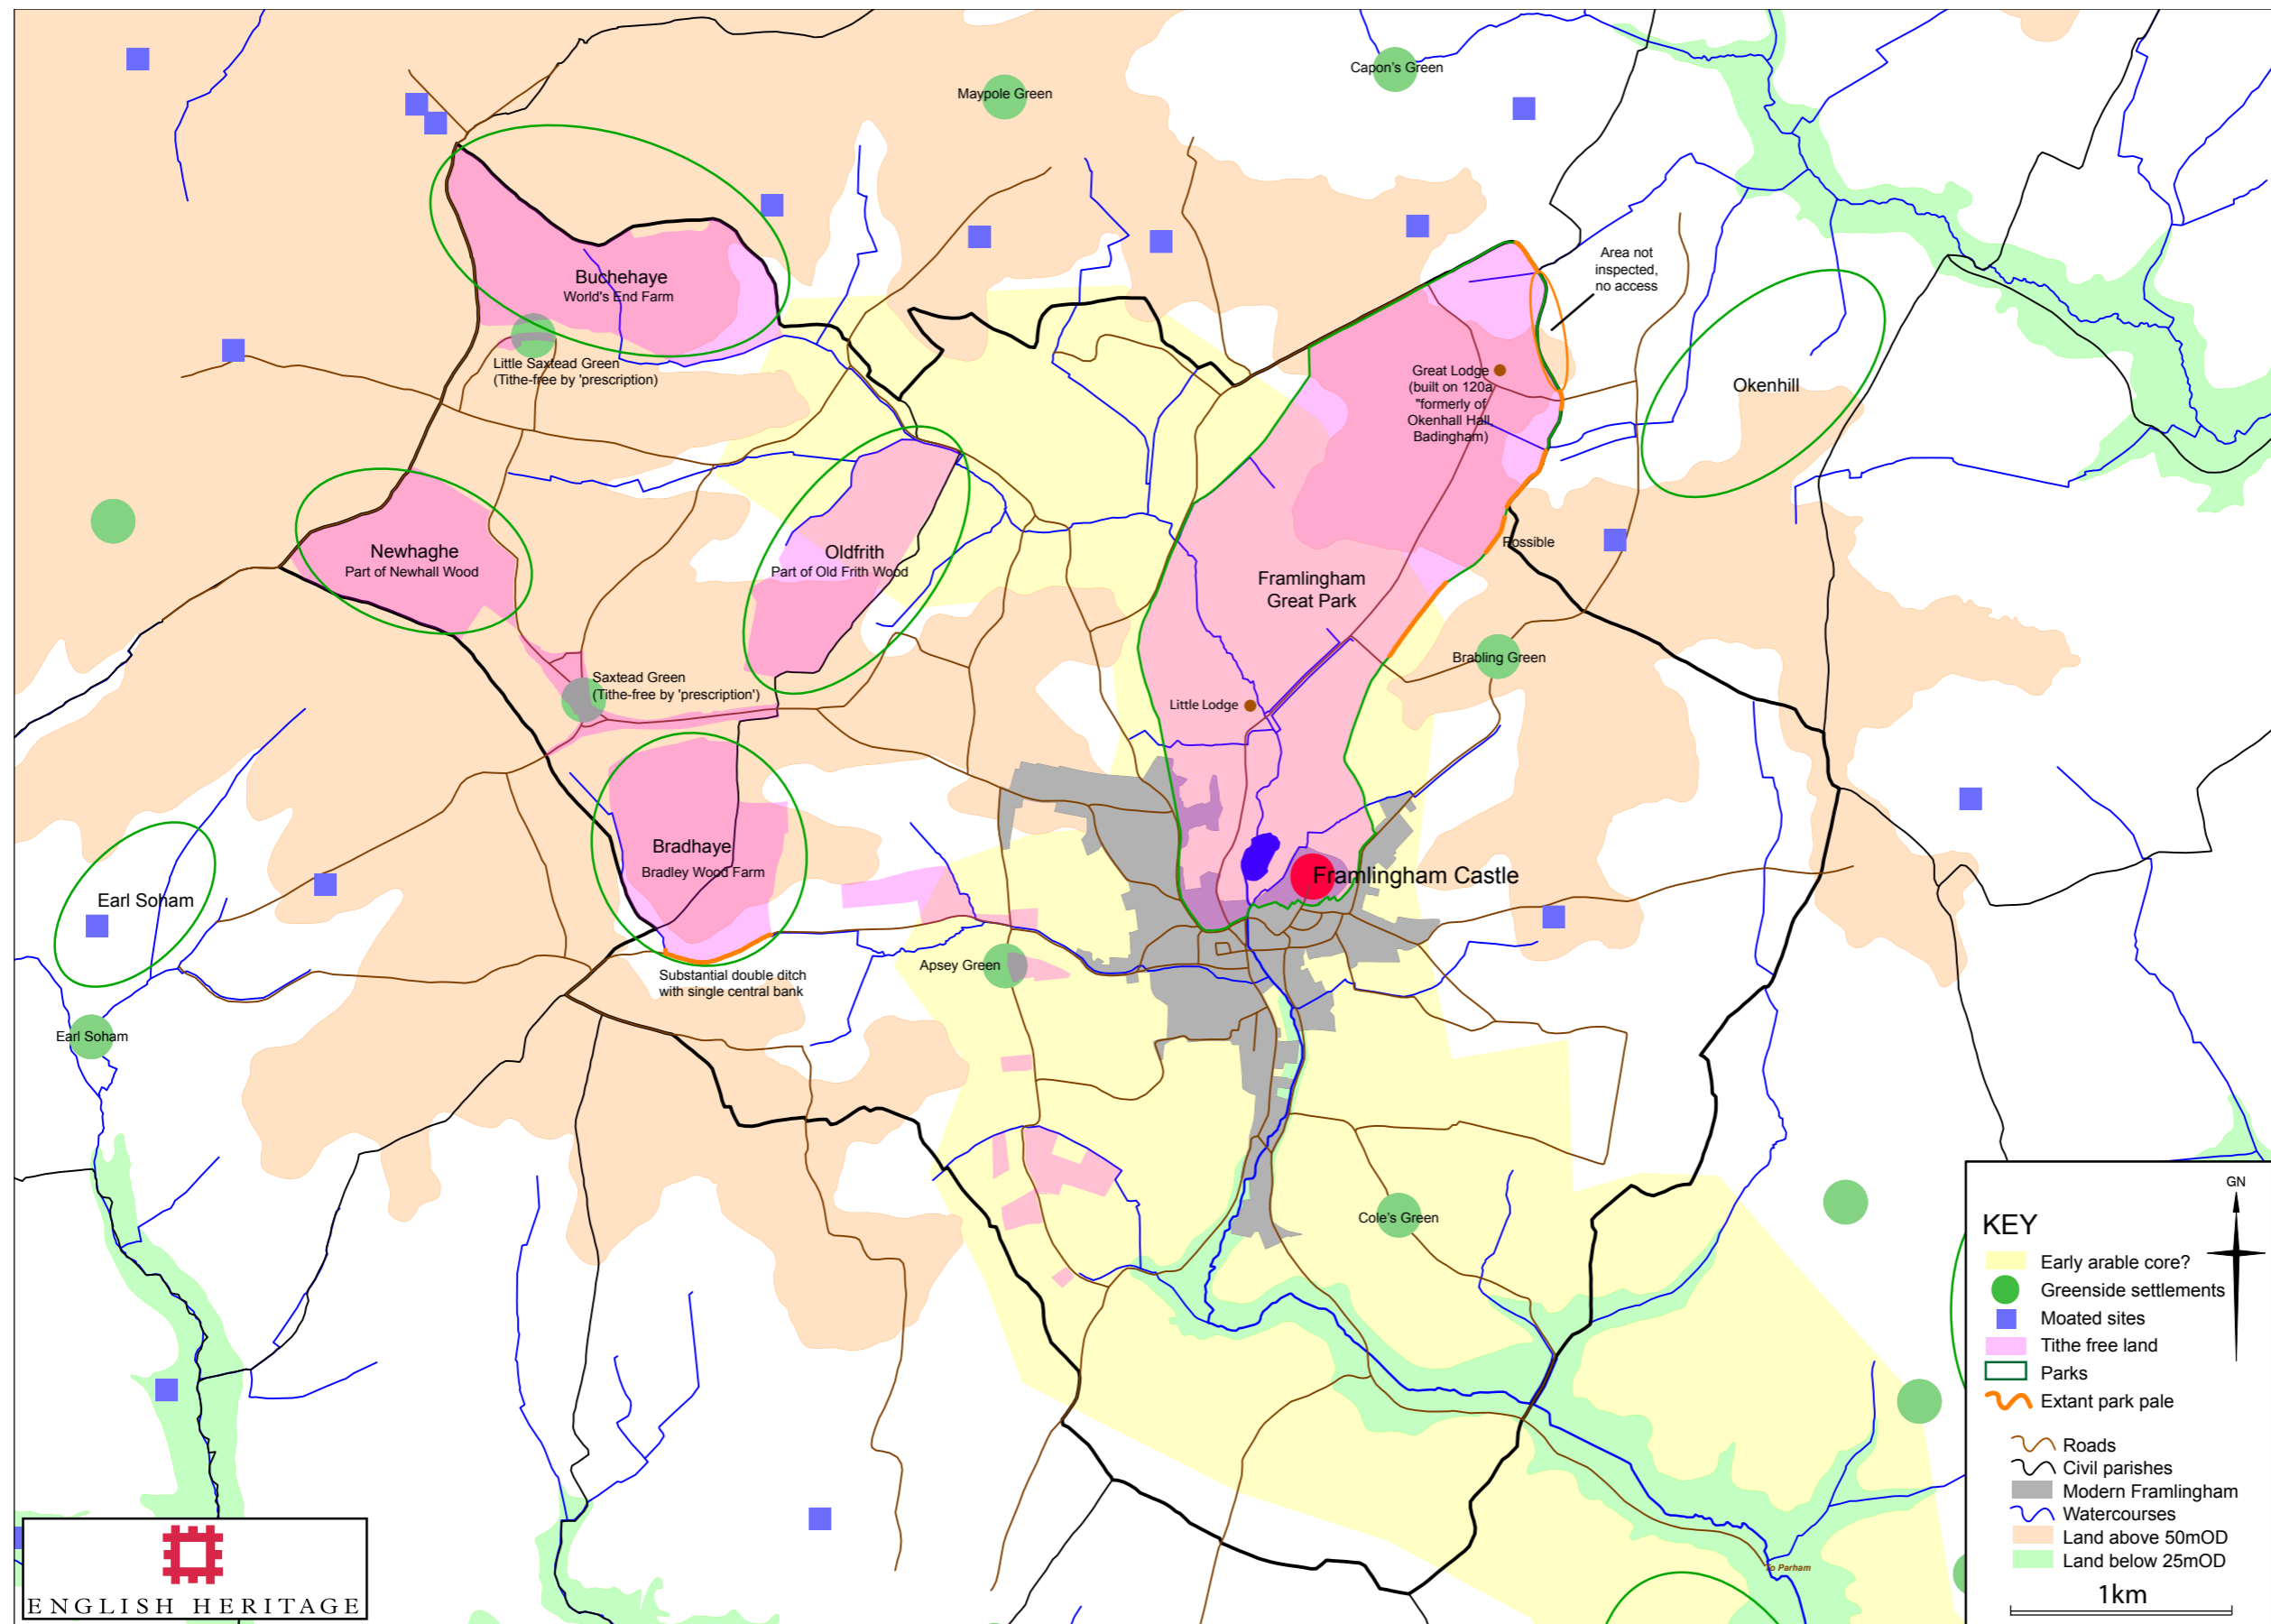 Capon's Green
Maypole Green
Area not
inspected,
no access
Buchehaye
World's End Farm
Little Saxtead Green
(Tithe-free by 'prescription)
Great Lodge
(built on 120a
"formerly of
Okenhall Hall,
Badingham)
Okenhill
Newhaghe
Part of Newhall Wood
Oldfrith
Part of Old Frith Wood
Possible
Framlingham
Great Park
Brabling Green
Saxtead Green
(Tithe-free by 'prescription')
Little Lodge
Bradhaye
Bradley Wood Farm
Framlingham Castle
Earl Soham
Apsey Green
Substantial double ditch
with single central bank
Earl Soham
Cole's Green
To Parham
GN
KEY
Early arable core?
Greenside settlements
Moated sites
Tithe free land
Parks
Extant park pale
Roads
Civil parishes
Modern Framlingham
Watercourses
Land above 50mOD
Land below 25mOD
1km
ENGLISH HERITAGE